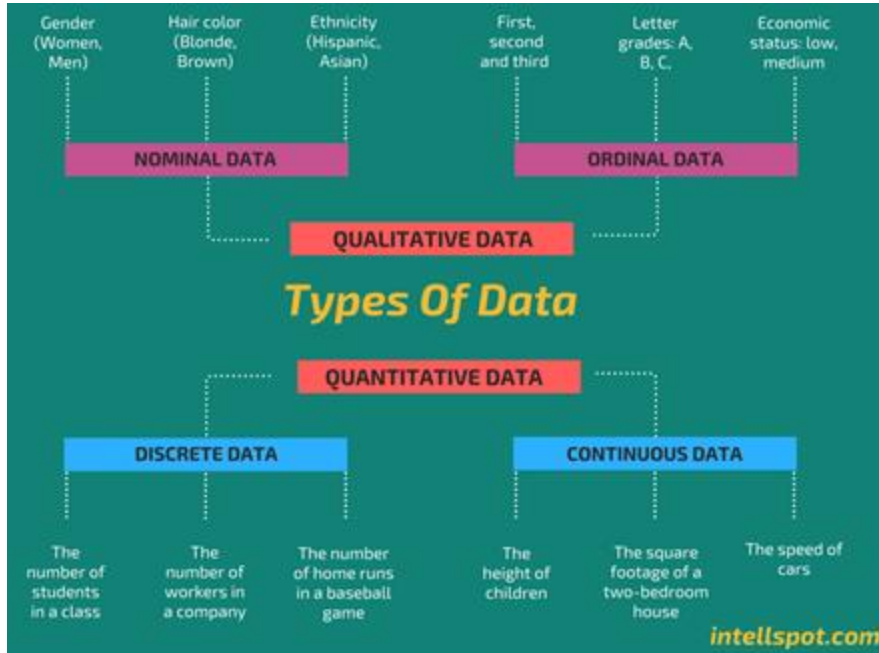 Gender
(Women,
Men)
Hair color
(Blonde,
Brown)
Ethnicity
(Hispanic,
Asian)
First,
second
and third
Letter
grades: A,
B, C,
Economic
status: low,
medium
NOMINAL DATA
ORDINAL DATA
QUALITATIVE DATA
Types Of Data
QUANTITATIVE DATA
DISCRETE DATA
CONTINUOUS DATA
The
number of
students
in a class
The
number of
workers in
a company
The number
of home runs
in a baseball
game
The
height of
children
The square
footage of a
two-bedroom
house
The speed of
cars
intellspot.com